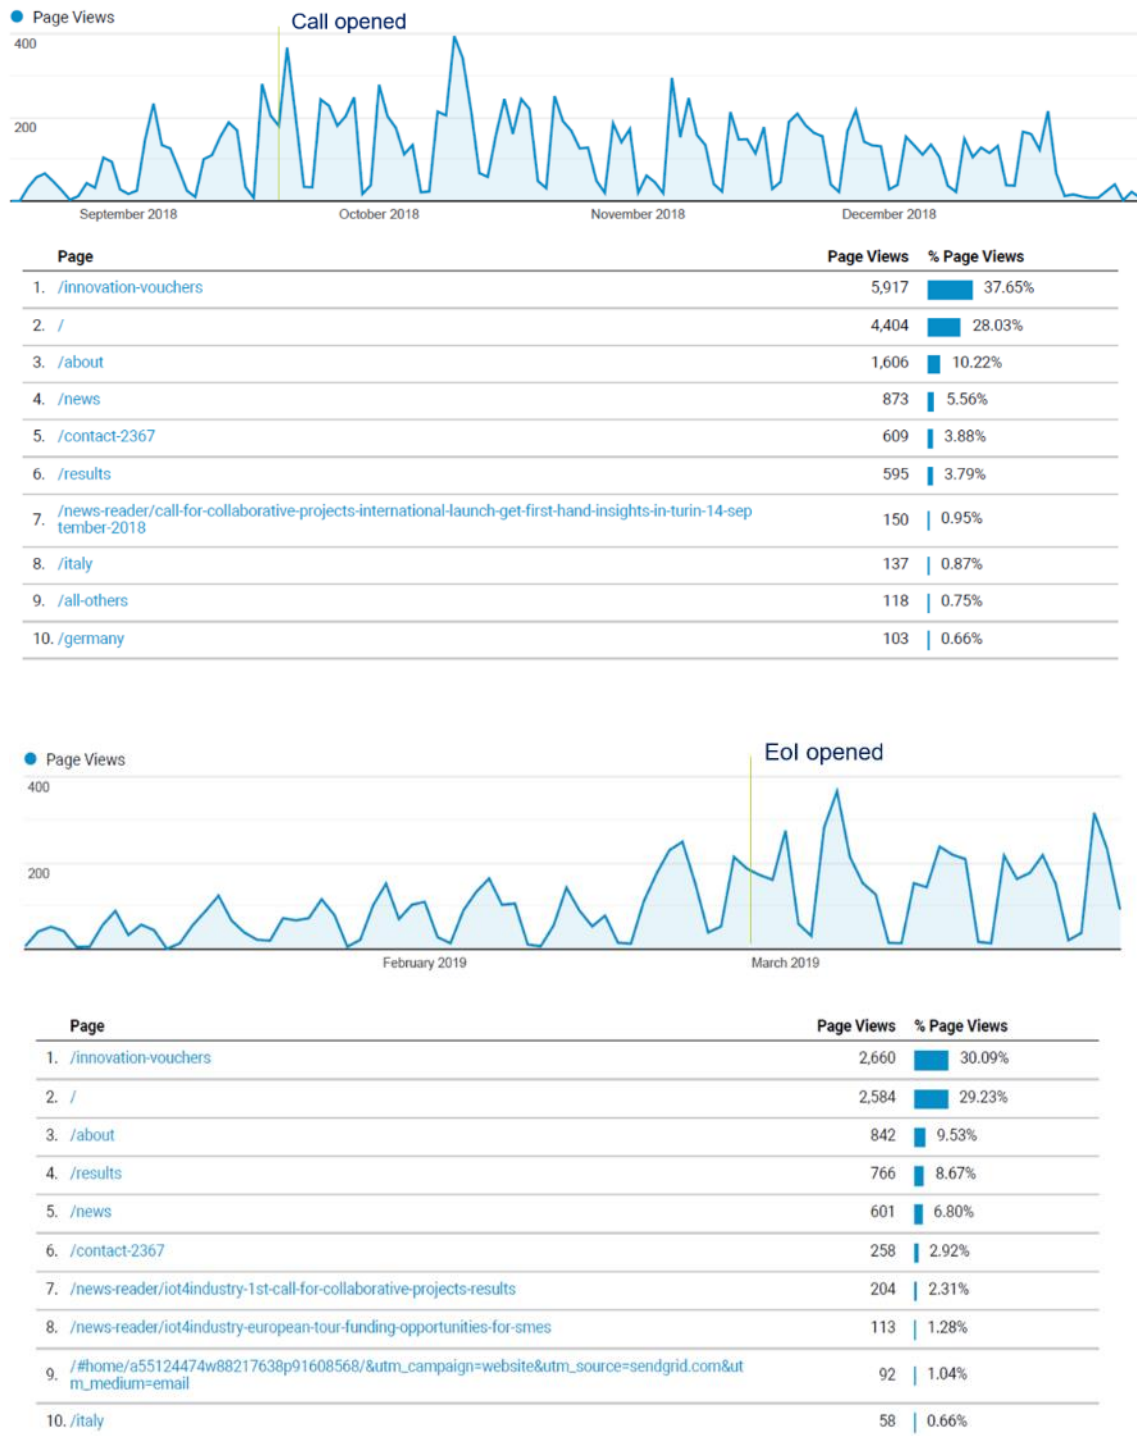 Page Views
Call opened
400
200
September 2018 October 2018 November 2018 December 2018
Page Page Views % Page Views
1. /innovation-vouchers 5,917 37.65%
2. / 4,404 28.03%
3. /about 1,606 10.22%
4. /news 873 5.56%
5. /contact-2367 609 3.88%
6. /results 595 3.79%
7. /news-reader/call-for-collaborative-projects-international-launch-get-first-hand-insights-in-turin-14-sep
tember-2018 150 0.95%
8. /italy 137 0.87%
9. /all-others 118 0.75%
10. /germany 103 0.66%
Page Views
EoI opened
400
200
February 2019 March 2019
Page Page Views % Page Views
1. /innovation-vouchers 2,660 30.09%
2. / 2,584 29.23%
3. /about 842 9.53%
4. /results 766 8.67%
5. /news 601 6.80%
6. /contact-2367 258 2.92%
7. /news-reader/iot4industry-1st-call-for-collaborative-projects-results 204 2.31%
8. /news-reader/iot4industry-european-tour-funding-opportunities-for-smes 113 1.28%
9. /#home/a55124474w88217638p91608568/&utm_campaign=website&utm_source=sendgrid.com&ut
m_medium=email 92 1.04%
10. /italy 58 0.66%